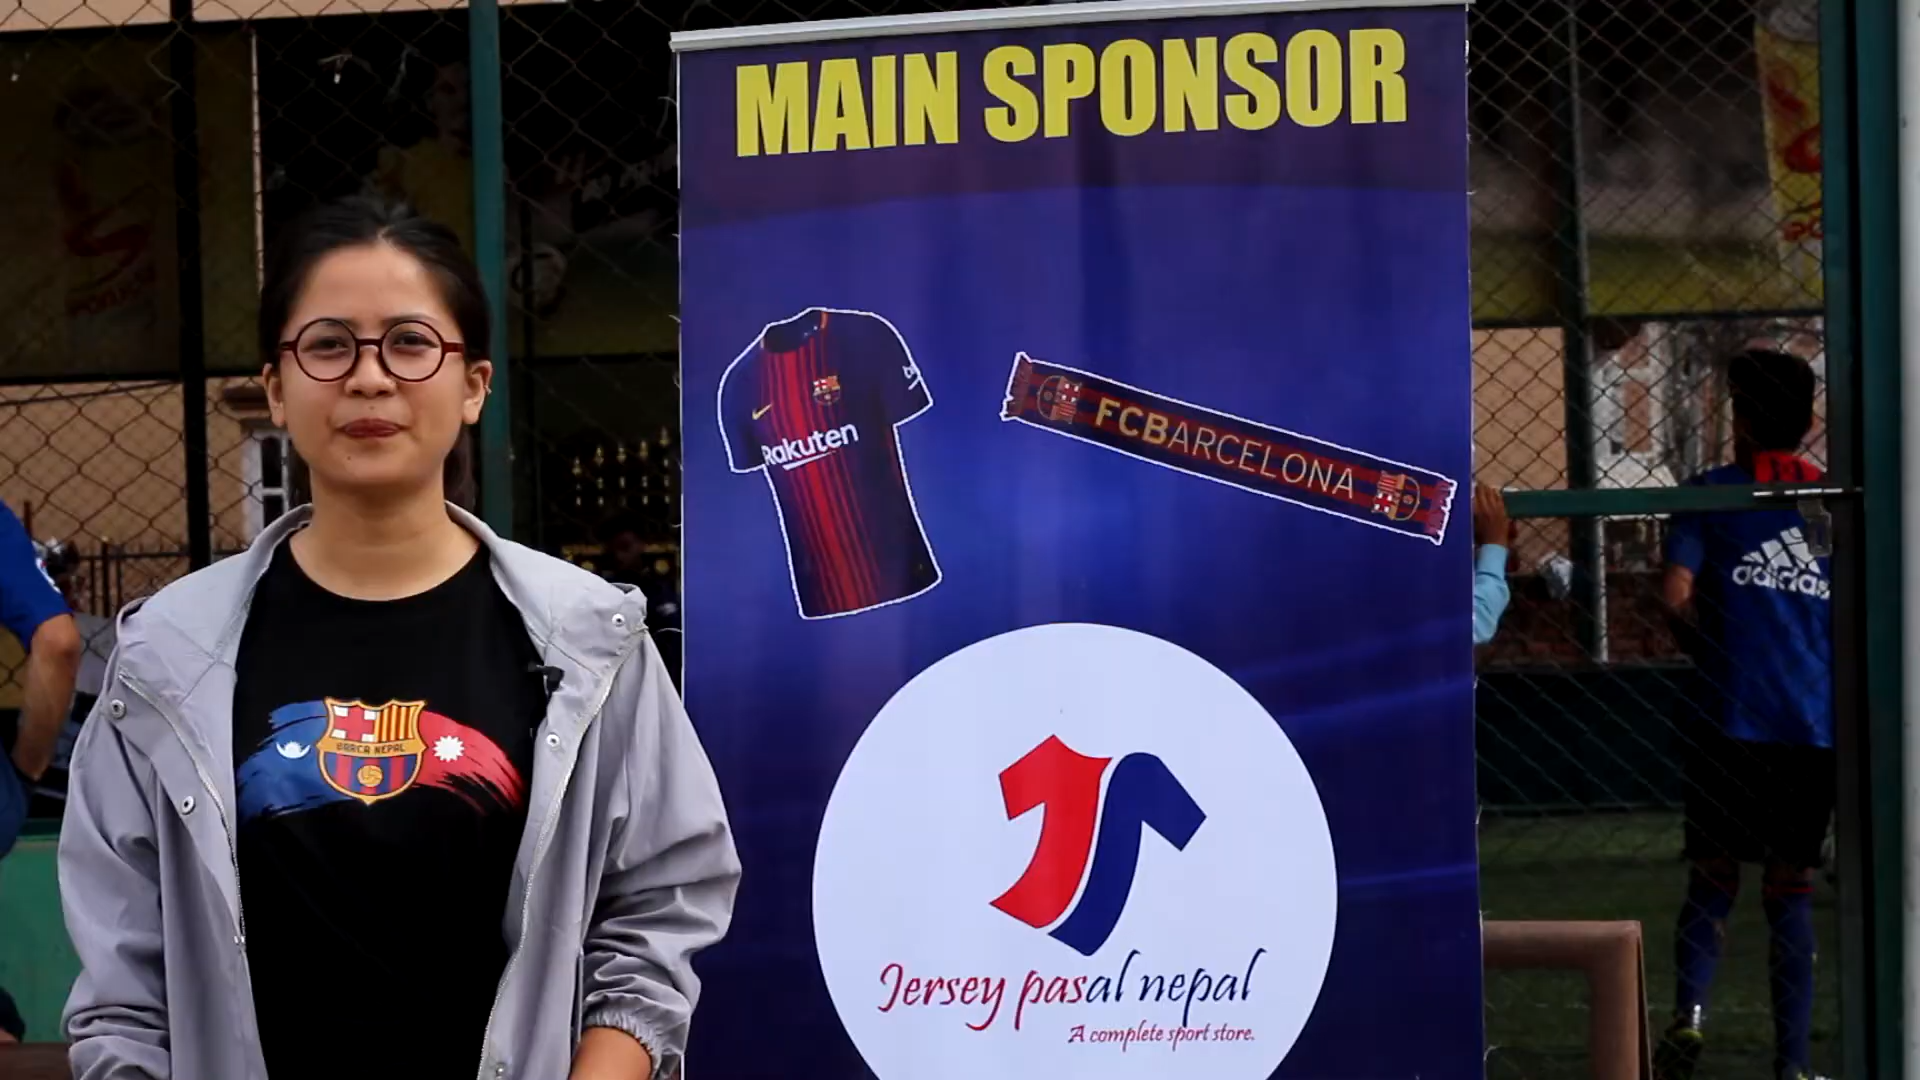 MAIN SPONSOR
Rakuten
FCBARCELONA
BARCA NEPAL
adidas
Jersey pasal nepal
A complete sport store.